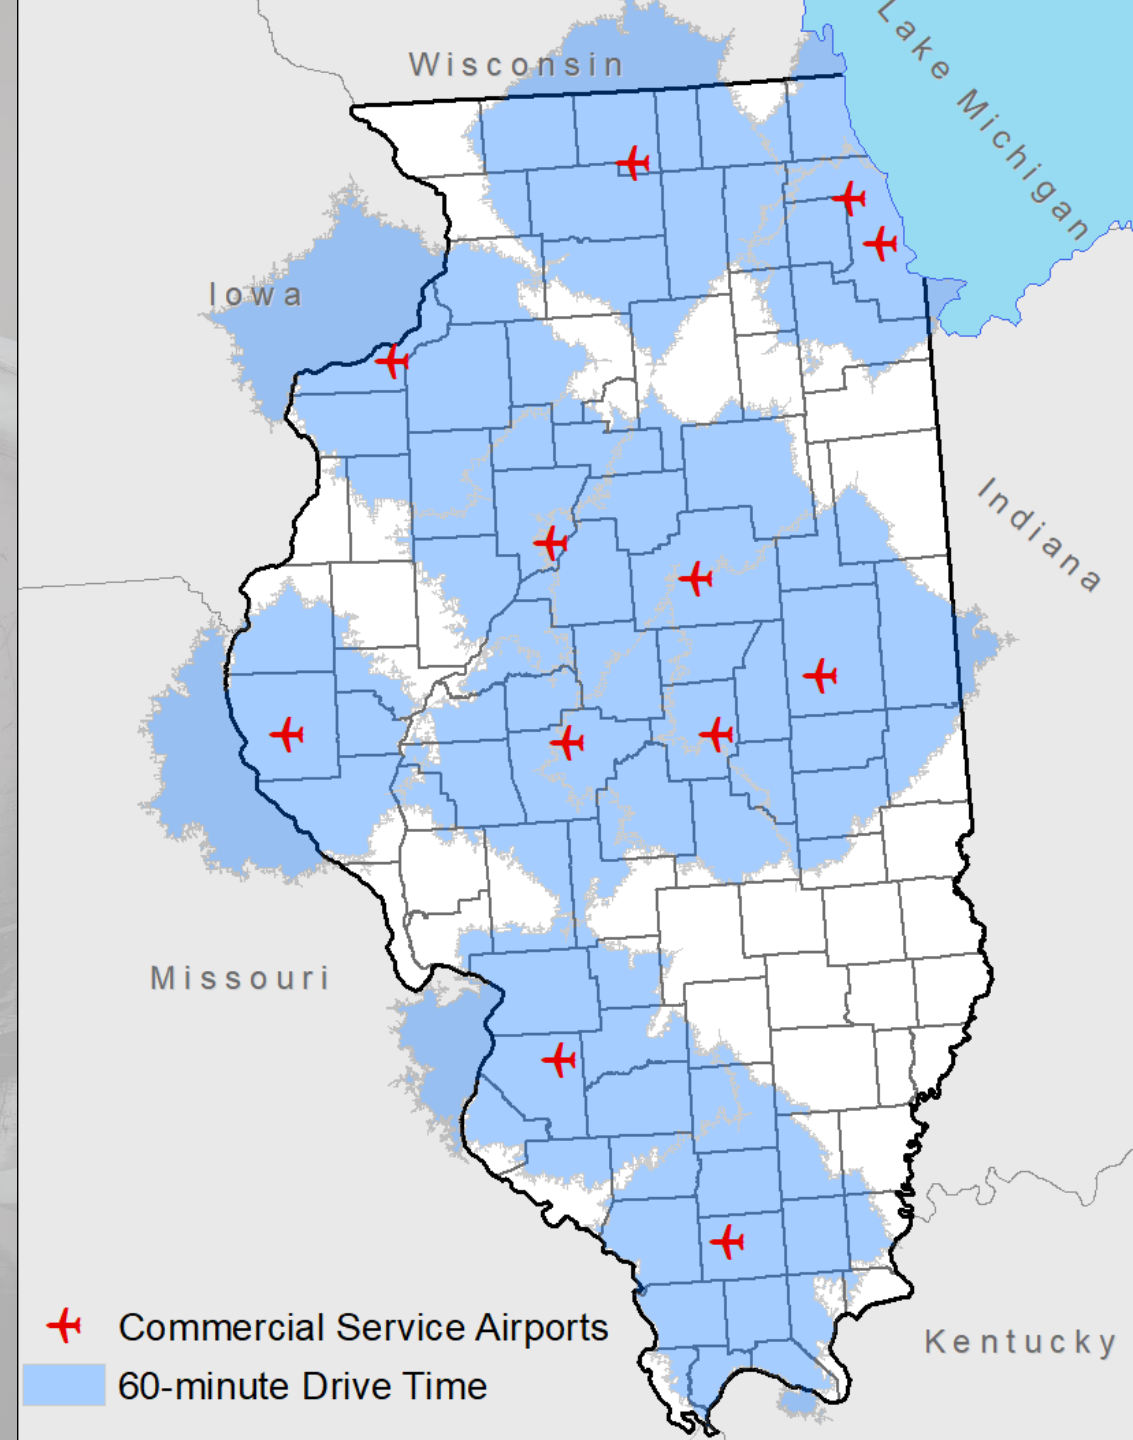 Wisconsin
Lake Michigan
Iowa
Indiana
Missouri
Commercial Service Airports
Kentucky
60-minute Drive Time